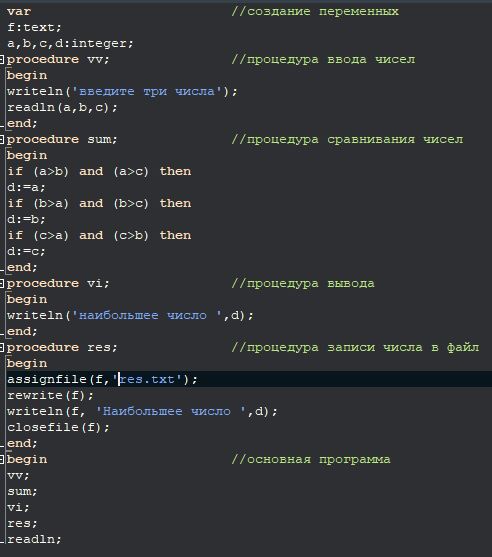 var //создание переменных
f:text;
a,b,c,d:integer;
procedure vv; //процедура ввода чисел
begin
writeln('введите три числа');
readln(a,b,c);
end;
procedure sum; //процедура сравнивания чисел
begin
if (a>b) and (a>c) then
d:=a;
if (b>a) and (b>c) then
d:=b;
if (c>a) and (c>b) then
d:=c;
end;
procedure vi; //процедура вывода
begin
writeln('наибольшее число ',d);
end;
procedure res; //процедура записи числа в файл
begin
assignfile(f,'res.txt');
rewrite(f);
writeln(f, 'Наибольшее число ',d);
closefile(f);
end;
begin //основная программа
vv;
sum;
vi;
res;
readln;